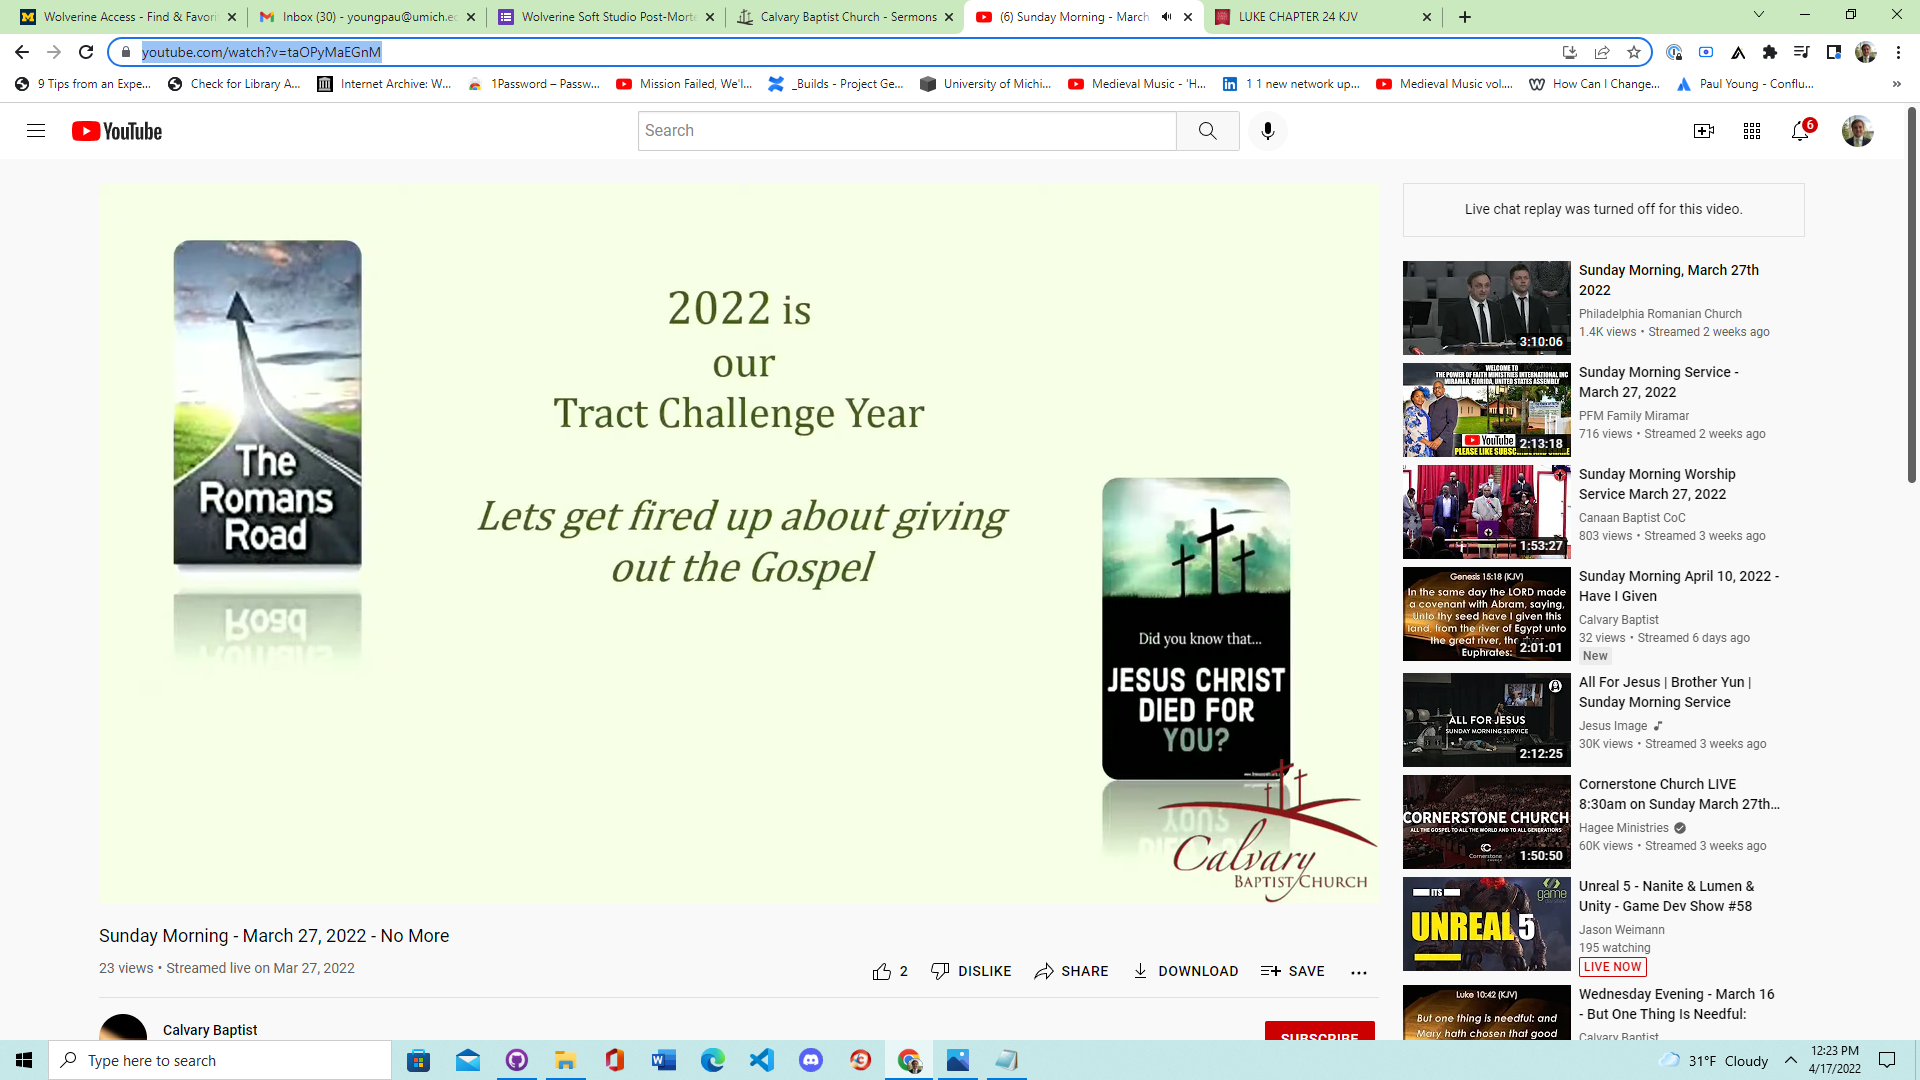 Wolverine Access - Find & Favori
Inbox (30) - youngpau@umich.ed
Wolverine Soft Studio Post-Morte
Calvary Baptist Church - Sermons
(6) Sunday Morning - March
LUKE CHAPTER 24 KJV
youtube.com/watch?v=taOPyMaEGnM
9 Tips from an Expe...
Check for Library A...
Internet Archive: W...
1Password – Passw...
Mission Failed, We'l...
_Builds - Project Ge...
University of Michi...
Medieval Music - 'H...
1 1 new network up...
Medieval Music vol....
How Can I Change...
Paul Young - Conflu...
YouTube
Search
6
The
Romans
Road
2022 is
our
Tract Challenge Year
Lets get fired up about giving
out the Gospel
Did you know that...
JESUS CHRIST
DIED FOR
YOU?
Calvary
BAPTIST CHURCH
Sunday Morning - March 27, 2022 - No More
23 views • Streamed live on Mar 27, 2022
2
DISLIKE
SHARE
DOWNLOAD
SAVE
Calvary Baptist
SUBSCRIBE
Live chat replay was turned off for this video.
3:10:06
Sunday Morning, March 27th
2022
Philadelphia Romanian Church
1.4K views • Streamed 2 weeks ago
WELCOME TO
THE POWER OF FAITH MINISTRIES INTERNATIONAL INC
MIRAMAR, FLORIDA, UNITED STATES ASSEMBLY
YouTube
2:13:18
Sunday Morning Service -
March 27, 2022
PFM Family Miramar
716 views • Streamed 2 weeks ago
1:53:27
Sunday Morning Worship
Service March 27, 2022
Canaan Baptist CoC
803 views • Streamed 3 weeks ago
Genesis 15:18 (KJV)
In the same day the LORD made
a covenant with Abram, saying,
Unto thy seed have I given this
land, from the river of Egypt unto
the great river, the
Euphrates:
2:01:01
Sunday Morning April 10, 2022 -
Have I Given
Calvary Baptist
32 views • Streamed 6 days ago
New
ALL FOR JESUS
SUNDAY MORNING SERVICE
2:12:25
All For Jesus | Brother Yun |
Sunday Morning Service
Jesus Image
30K views • Streamed 3 weeks ago
CORNERSTONE CHURCH
ALL THE GOSPEL TO ALL THE WORLD AND TO ALL GENERATIONS
Cornerstone
1:50:50
Cornerstone Church LIVE
8:30am on Sunday March 27th...
Hagee Ministries
60K views • Streamed 3 weeks ago
ITS
UNREAL 5
game
Unreal 5 - Nanite & Lumen &
Unity - Game Dev Show #58
Jason Weimann
195 watching
LIVE NOW
Luke 10:42 (KJV)
But one thing is needful: and
Mary hath chosen that good
Wednesday Evening - March 16
- But One Thing Is Needful:
Calvary Baptist
Type here to search
31°F Cloudy
12:23 PM
4/17/2022